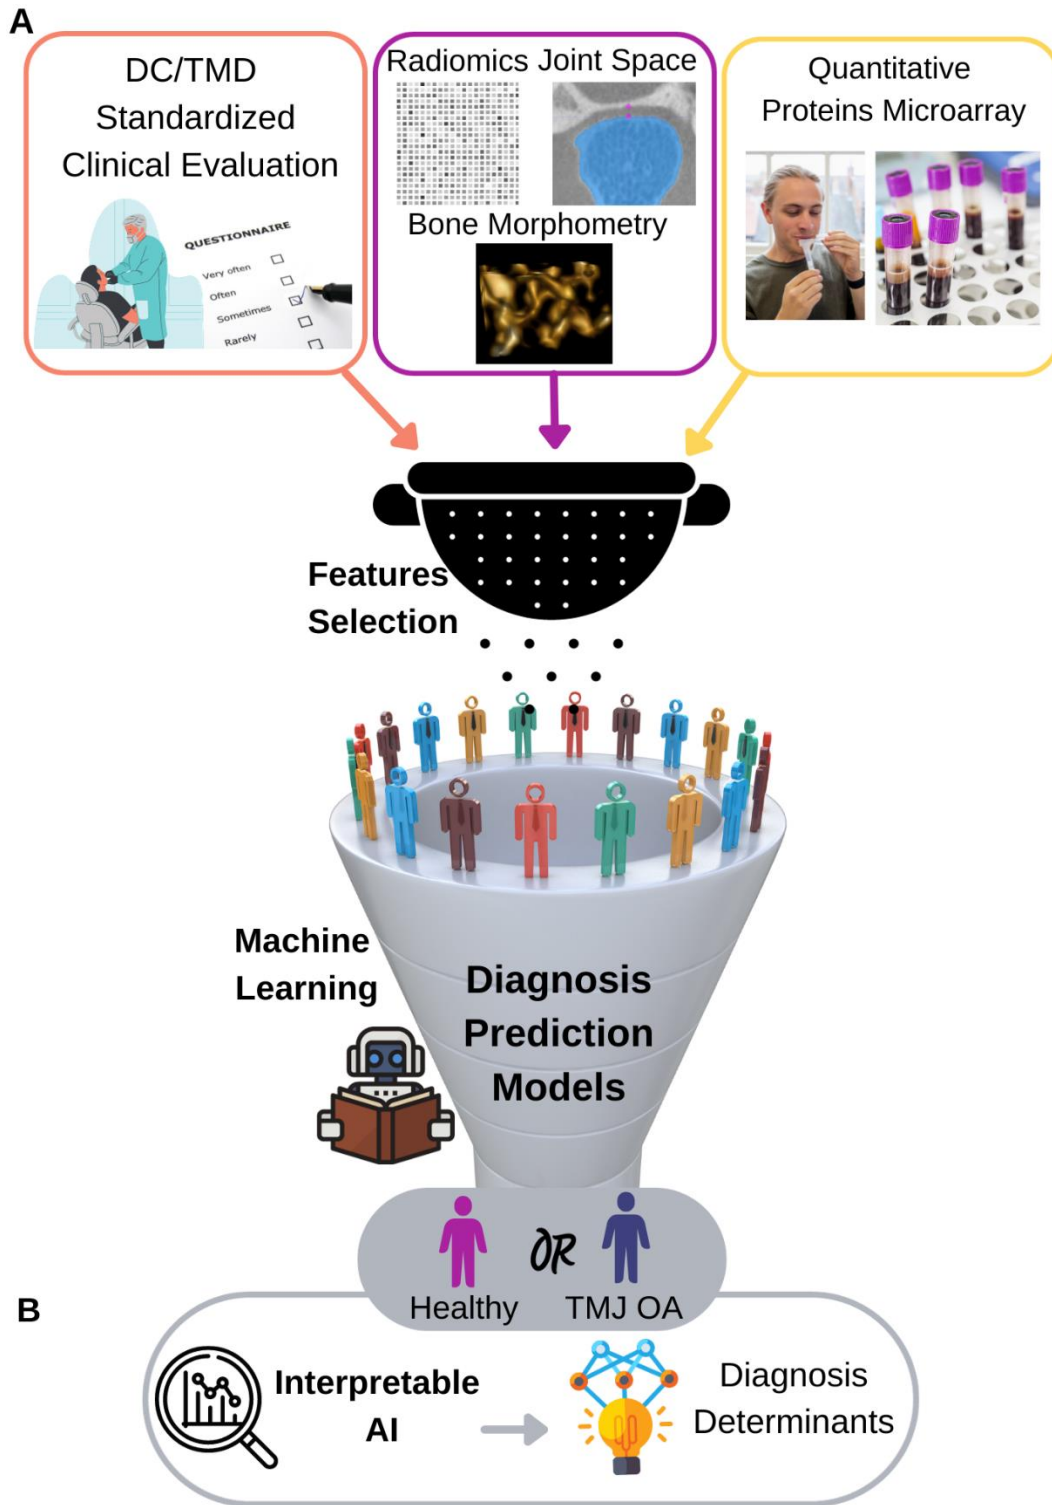 A
DC/TMD
Standardized
Clinical Evaluation
QUESTIONNAIRE
Very often
Often
Sometimes
Rarely
Radiomics Joint Space
Bone Morphometry
Quantitative
Proteins Microarray
Features
Selection
Machine
Learning
Diagnosis
Prediction
Models
Healthy
OR
TMJ OA
B
Interpretable
AI
Diagnosis
Determinants